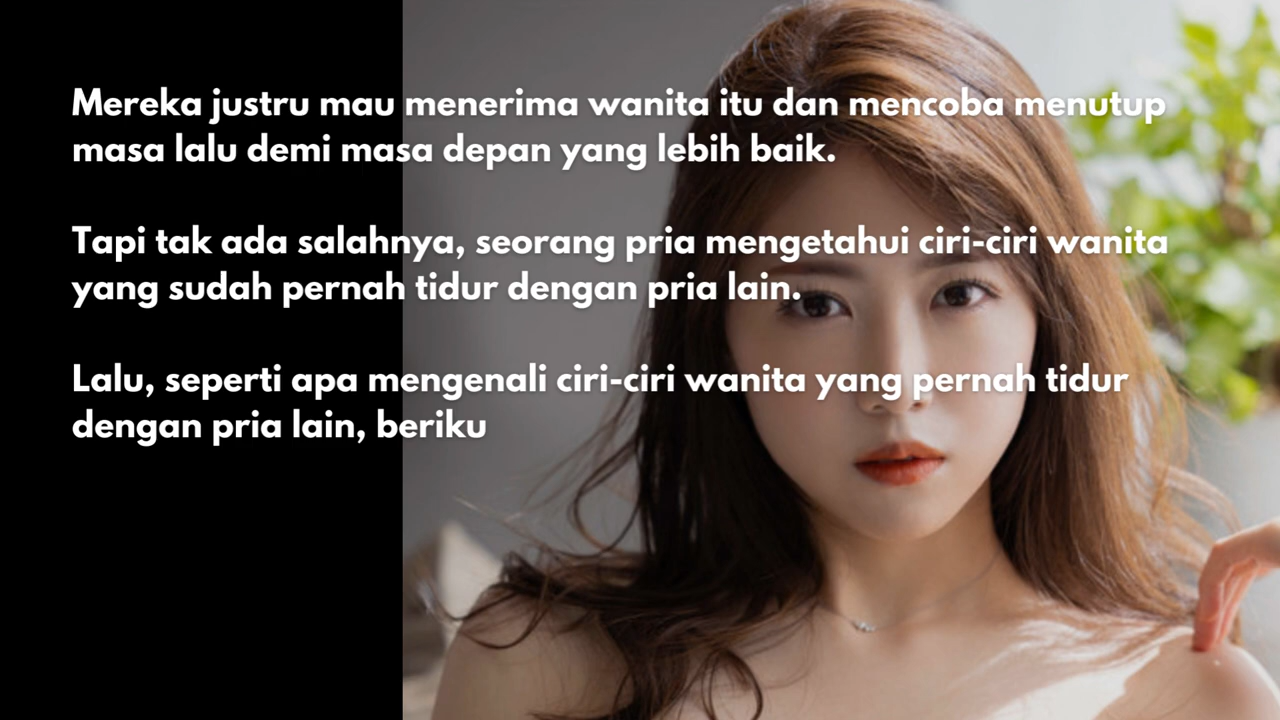 Mereka justru mau menerima wanita itu dan mencoba menutup
masa lalu demi masa depan yang lebih baik.
Tapi tak ada salahnya, seorang pria mengetahui ciri-ciri wanita
yang sudah pernah tidur dengan pria lain.
Lalu, seperti apa mengenali ciri-ciri wanita yang pernah tidur
dengan pria lain, beriku